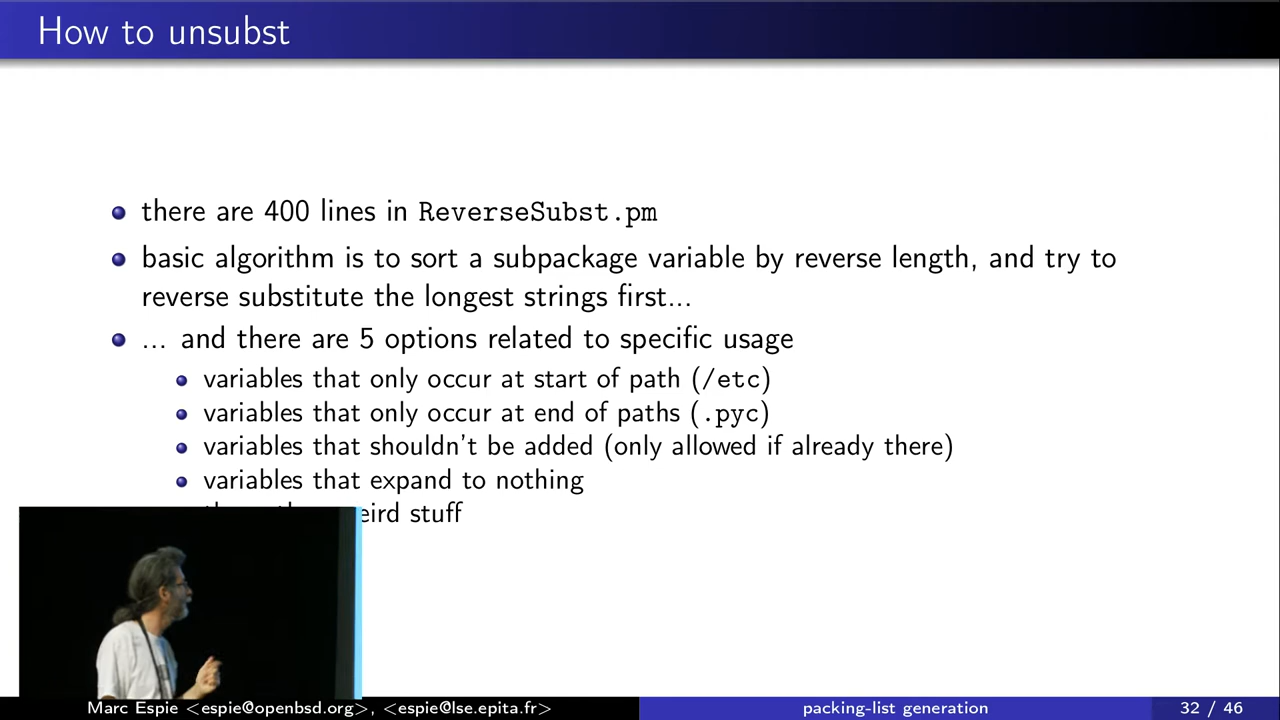 How to unsubst
there are 400 lines in ReverseSubst.pm
basic algorithm is to sort a subpackage variable by reverse length, and try to
reverse substitute the longest strings first...
... and there are 5 options related to specific usage
variables that only occur at start of path (/etc)
variables that only occur at end of paths (.pyc)
variables that shouldn't be added (only allowed if already there)
variables that expand to nothing
stuff
Marc Espie <espie@openbsd.org>, <espie@lse.epita.fr>
packing-list generation
32 / 46